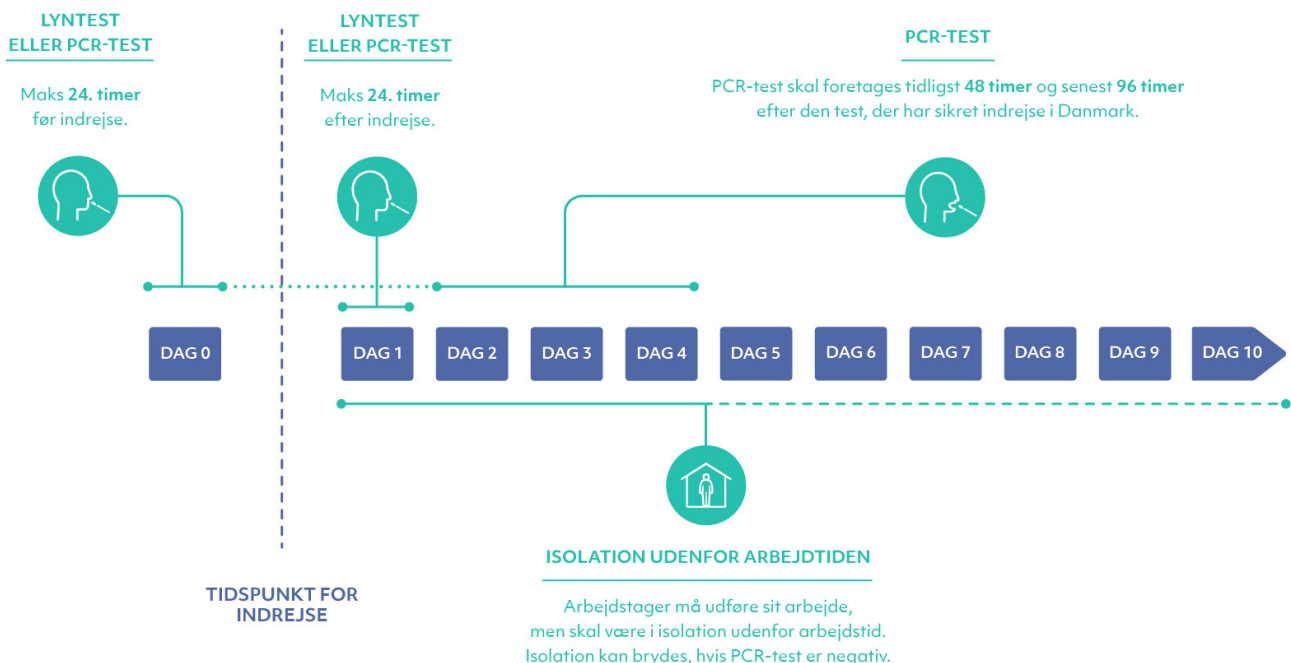 LYNTEST
ELLER PCR-TEST
Maks 24. timer
før indrejse.
LYNTEST
ELLER PCR-TEST
Maks 24. timer
efter indrejse.
PCR-TEST
PCR-test skal foretages tidligst 48 timer og senest 96 timer
efter den test, der har sikret indrejse i Danmark.
DAG 0
DAG 1
DAG 2
DAG 3
DAG 4
DAG 5
DAG 6
DAG 7
DAG 8
DAG 9
DAG 10
TIDSPUNKT FOR
INDREJSE
ISOLATION UDENFOR ARBEJDTIDEN
Arbejdstager må udføre sit arbejde,
men skal være i isolation udenfor arbejdstid.
Isolation kan brydes, hvis PCR-test er negativ.